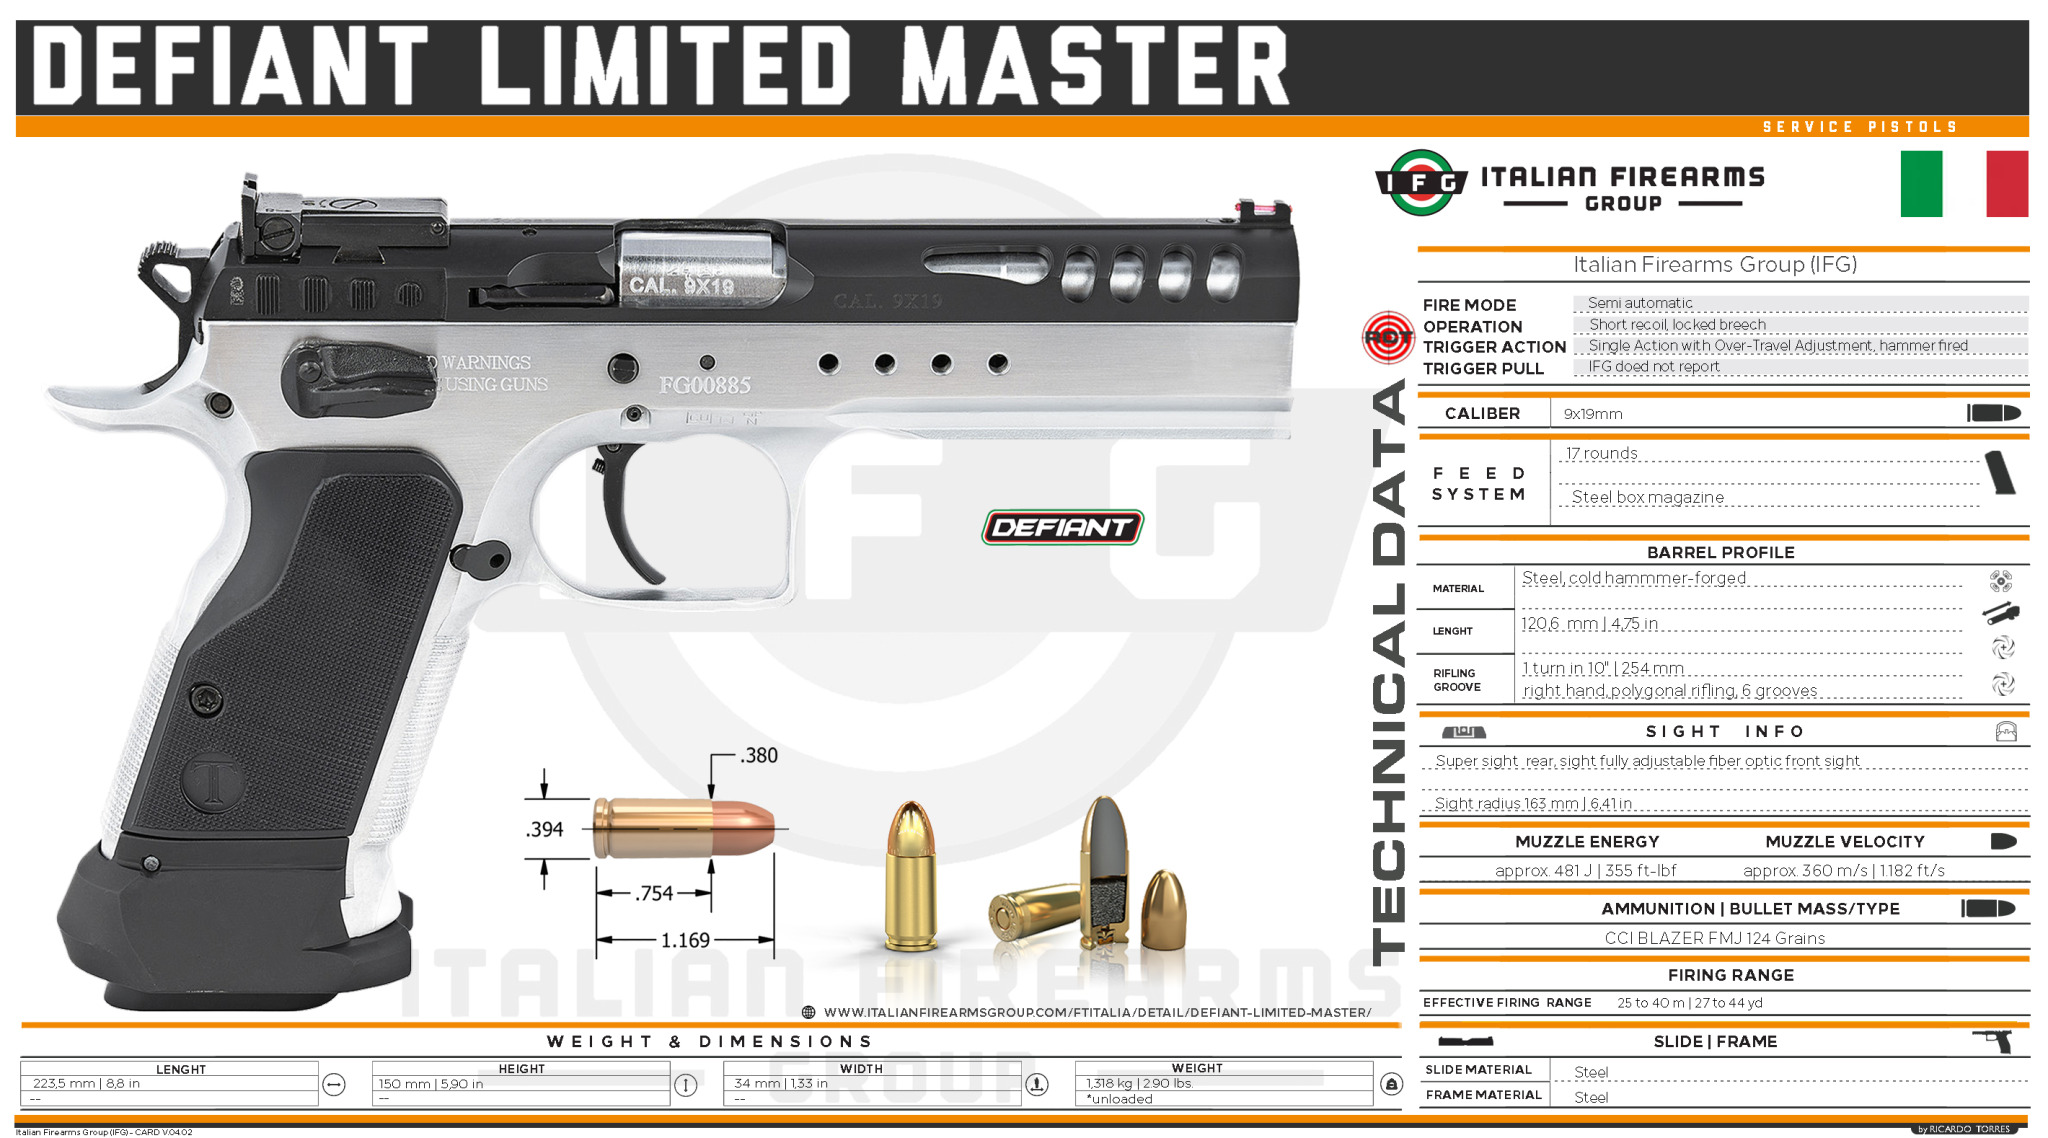 DEFIANT LIMITED MASTER
SERVICE PISTOLS
IFG ITALIAN FIREARMS
GROUP
CAL. 9X19
CAL. 9X19
WARNINGS
USING GUNS
FG00885
DEFIANT
IFG
ITALIAN FIREARMS
GROUP
TECHNICAL DATA
Italian Firearms Group (IFG)
FIRE MODE Semi automatic
OPERATION Short recoil, locked breech
TRIGGER ACTION Single Action with Over-Travel Adjustment, hammer fired
TRIGGER PULL IFG doed not report
CALIBER 9x19mm
FEED SYSTEM
17 rounds
Steel box magazine
BARREL PROFILE
MATERIAL Steel, cold hammmer-forged
LENGHT 120,6 mm | 4,75 in
RIFLING GROOVE
1 turn in 10" | 254 mm
right hand, polygonal rifling, 6 grooves
SIGHT INFO
Super sight rear, sight fully adjustable fiber optic front sight
Sight radius 163 mm | 6,41 in
MUZZLE ENERGY MUZZLE VELOCITY
approx. 481 J | 355 ft-lbf approx. 360 m/s | 1.182 ft/s
AMMUNITION | BULLET MASS/TYPE
CCI BLAZER FMJ 124 Grains
FIRING RANGE
EFFECTIVE FIRING RANGE 25 to 40 m | 27 to 44 yd
SLIDE | FRAME
SLIDE MATERIAL Steel
FRAME MATERIAL Steel
.380
.394
.754
1.169
WWW.ITALIANFIREARMSGROUP.COM/FTITALIA/DETAIL/DEFIANT-LIMITED-MASTER/
WEIGHT & DIMENSIONS
LENGHT HEIGHT WIDTH WEIGHT
223,5 mm | 8,8 in 150 mm | 5,90 in 34 mm | 1,33 in 1,318 kg | 2.90 lbs.
-- -- -- *unloaded
Italian Firearms Group (IFG) - CARD V.04.02
by RICARDO TORRES